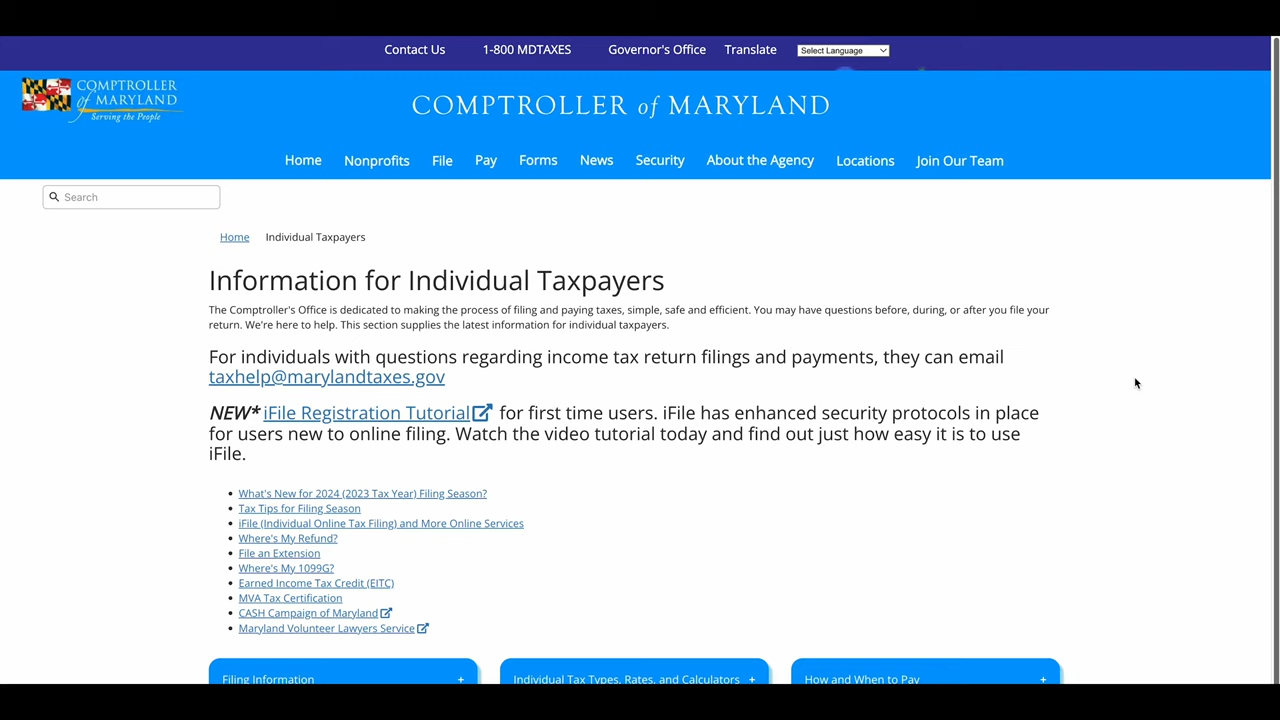 Contact Us 1-800 MDTAXES Governor's Office Translate Select Language
COMPTROLLER
of MARYLAND
Serving the People
COMPTROLLER of MARYLAND
Home Nonprofits File Pay Forms News Security About the Agency Locations Join Our Team
Search
Home Individual Taxpayers
Information for Individual Taxpayers
The Comptroller's Office is dedicated to making the process of filing and paying taxes, simple, safe and efficient. You may have questions before, during, or after you file your
return. We're here to help. This section supplies the latest information for individual taxpayers.
For individuals with questions regarding income tax return filings and payments, they can email
taxhelp@marylandtaxes.gov
NEW* iFile Registration Tutorial for first time users. iFile has enhanced security protocols in place
for users new to online filing. Watch the video tutorial today and find out just how easy it is to use
iFile.
• What's New for 2024 (2023 Tax Year) Filing Season?
• Tax Tips for Filing Season
• iFile (Individual Online Tax Filing) and More Online Services
• Where's My Refund?
• File an Extension
• Where's My 1099G?
• Earned Income Tax Credit (EITC)
• MVA Tax Certification
• CASH Campaign of Maryland
• Maryland Volunteer Lawyers Service
Filing Information + Individual Tax Types, Rates, and Calculators + How and When to Pay +